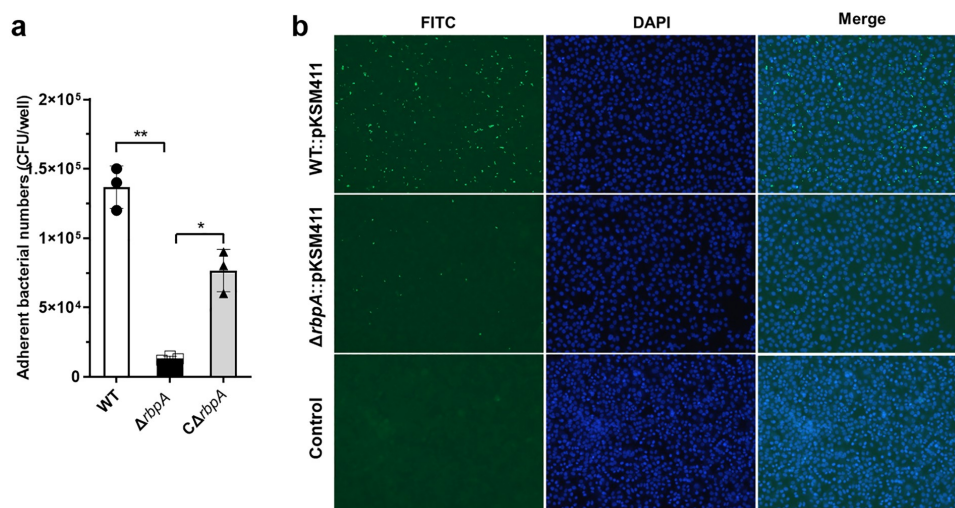 a
Adherent bacterial numbers (CFU/well)
2×10⁵
1.5×10⁵
1×10⁵
5×10⁴
0
**
*
WT
ΔrbpA
CΔrbpA
b
FITC DAPI Merge
WT::pKSM411
ΔrbpA::pKSM411
Control